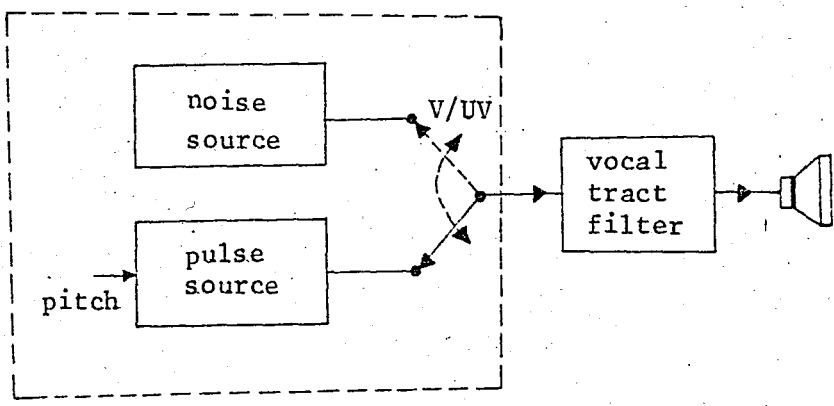 noise
source
V/UV
vocal
tract
filter
pulse
source
pitch